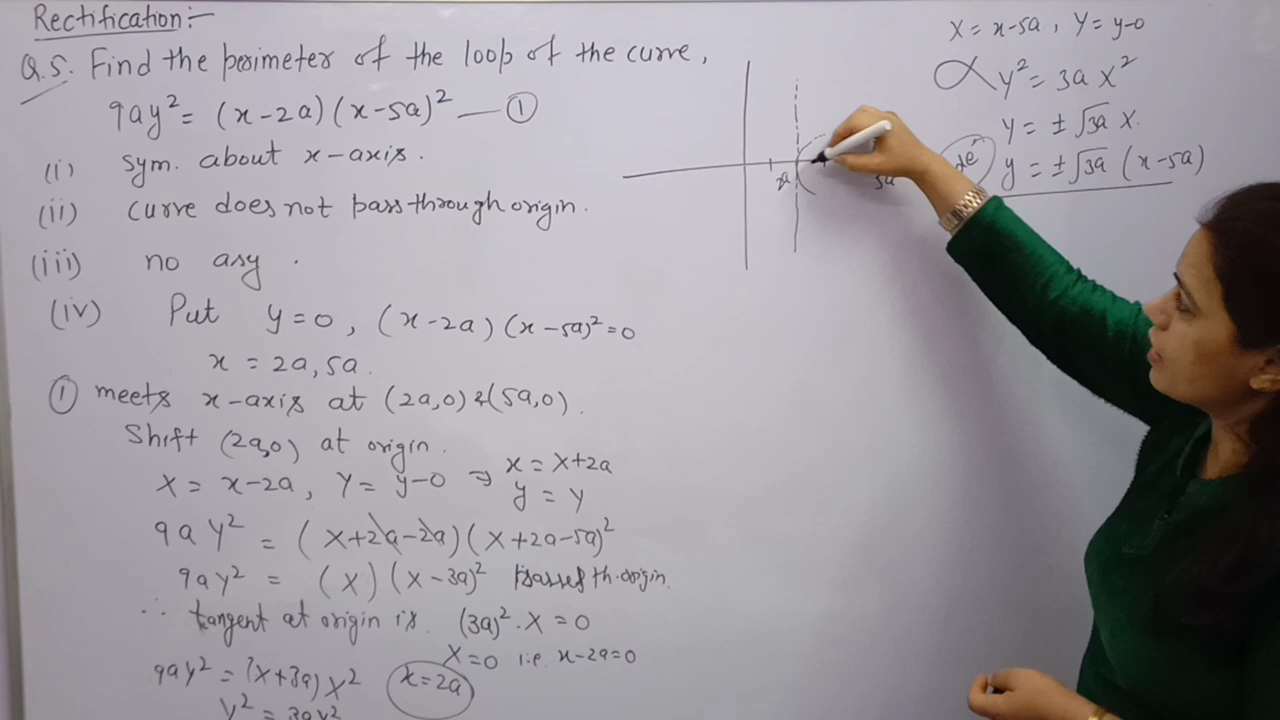 Rectification:-
Q.5. Find the perimeter of the loop of the curve,
9ay² = (x-2a)(x-5a)² — ①
(i) sym. about x-axis.
(ii) curve does not pass through origin.
(iii) no asy.
(iv) Put y=0, (x-2a)(x-5a)²=0
x = 2a, 5a.
① meets x-axis at (2a,0) & (5a,0).
Shift (2a,0) at origin.
X = x-2a, Y = y-0 ⇒ x = X+2a
y = Y
9aY² = (X+2a-2a)(X+2a-5a)²
9aY² = (X)(X-3a)² Passes th. origin.
∴ tangent at origin is (3a)².X = 0
X=0 i.e. x-2a=0
x=2a
9aY² = (X+3a)X²
X = x-5a, Y = y-0
Y² = 3a X²
Y = ± √3a X.
y = ± √3a (x-5a)
2a
5a